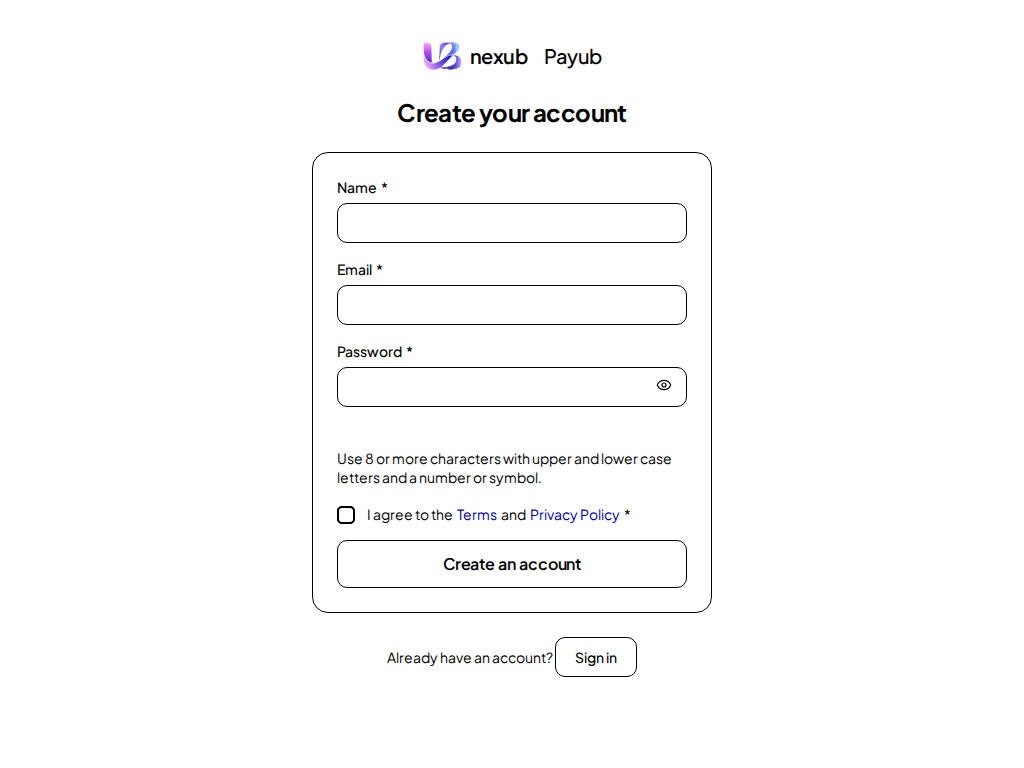 nexub Payub
Create your account
Name *
Email *
Password *
Use 8 or more characters with upper and lower case
letters and a number or symbol.
I agree to the Terms and Privacy Policy *
Create an account
Already have an account? Sign in